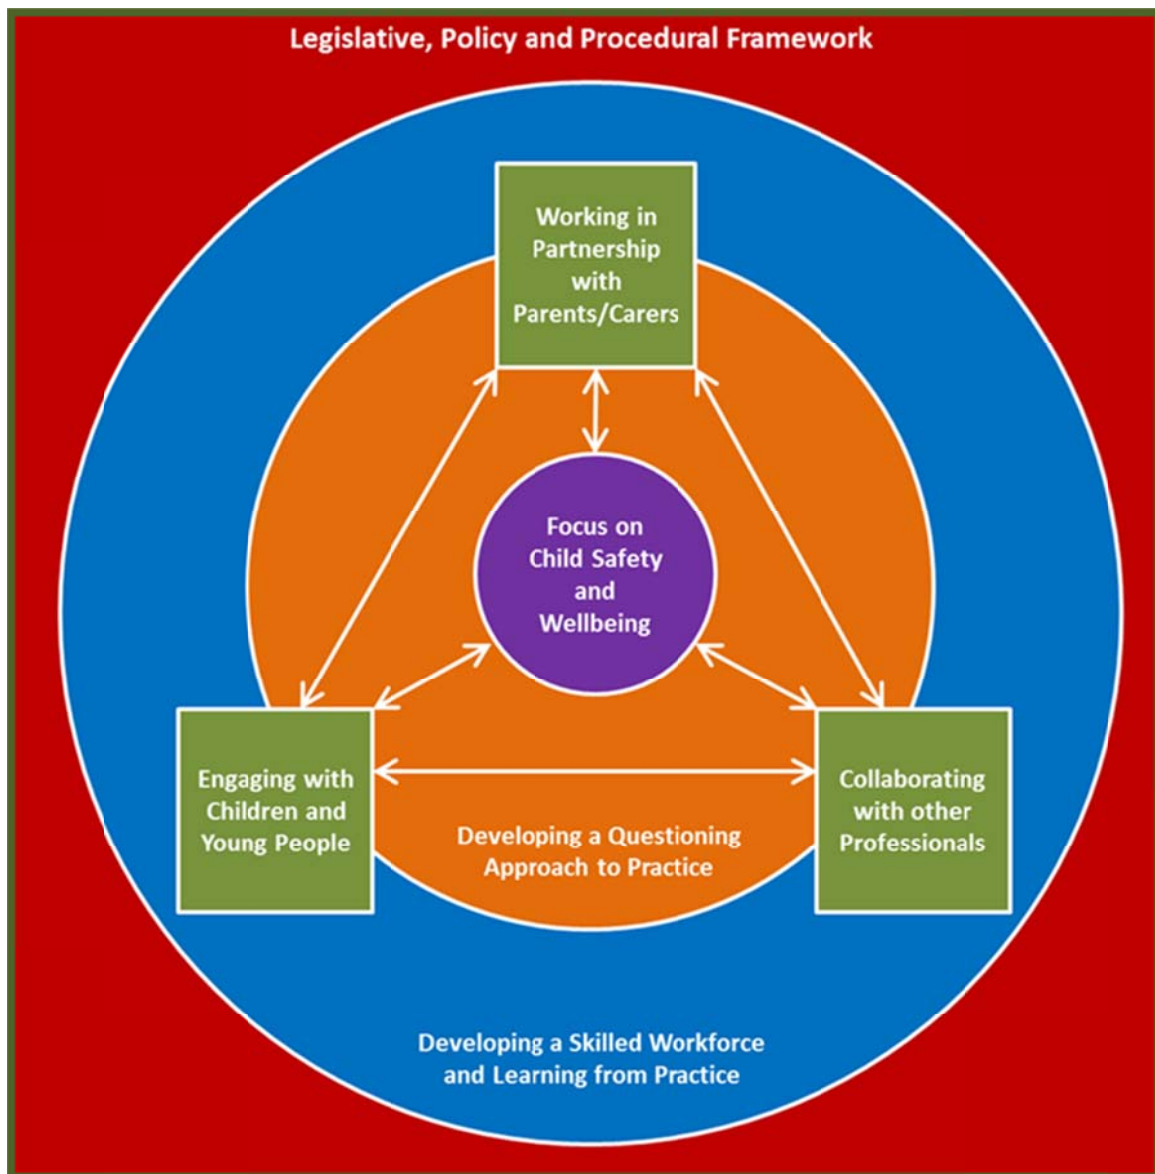 Legislative, Policy and Procedural Framework
Working in
Partnership
with
Parents/Carers
Focus on
Child Safety
and
Wellbeing
Engaging with
Children and
Young People
Collaborating
with other
Professionals
Developing a Questioning
Approach to Practice
Developing a Skilled Workforce
and Learning from Practice